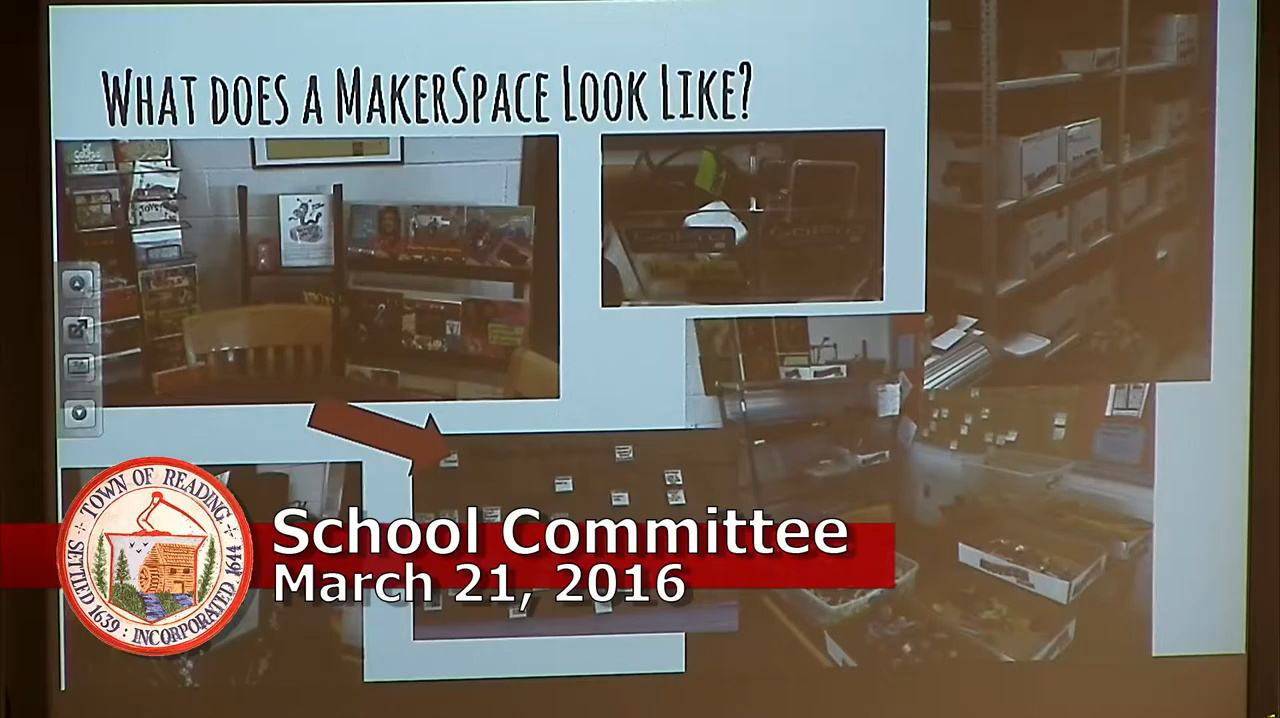 WHAT DOES A MAKERSPACE LOOK LIKE?
School Committee
March 21, 2016
TOWN OF READING
SETTLED 1639 : INCORPORATED 1644